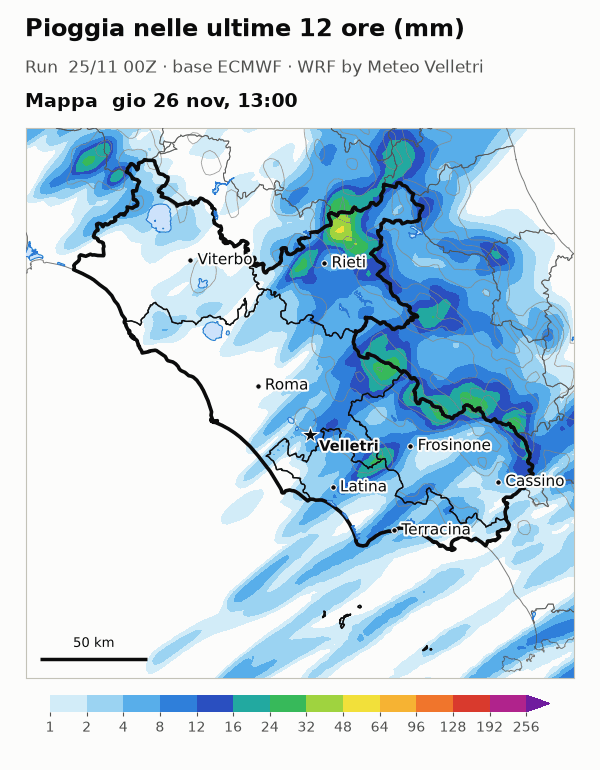 Pioggia nelle ultime 12 ore (mm)
Run  25/11 00Z · base ECMWF · WRF by Meteo Velletri
Mappa  gio 26 nov, 13:00
Viterbo
Rieti
Roma
Velletri
Frosinone
Latina
Cassino
Terracina
50 km
1 2 4 8 12 16 24 32 48 64 96 128 192 256